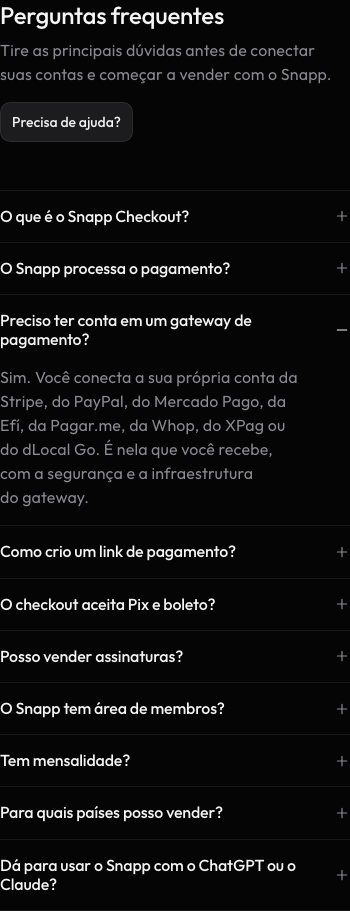 Perguntas frequentes
Tire as principais dúvidas antes de conectar
suas contas e começar a vender com o Snapp.
Precisa de ajuda?
O que é o Snapp Checkout?
O Snapp processa o pagamento?
Preciso ter conta em um gateway de
pagamento?
Sim. Você conecta a sua própria conta da
Stripe, do PayPal, do Mercado Pago, da
Efí, da Pagar.me, da Whop, do XPag ou
do dLocal Go. É nela que você recebe,
com a segurança e a infraestrutura
do gateway.
Como crio um link de pagamento?
O checkout aceita Pix e boleto?
Posso vender assinaturas?
O Snapp tem área de membros?
Tem mensalidade?
Para quais países posso vender?
Dá para usar o Snapp com o ChatGPT ou o
Claude?